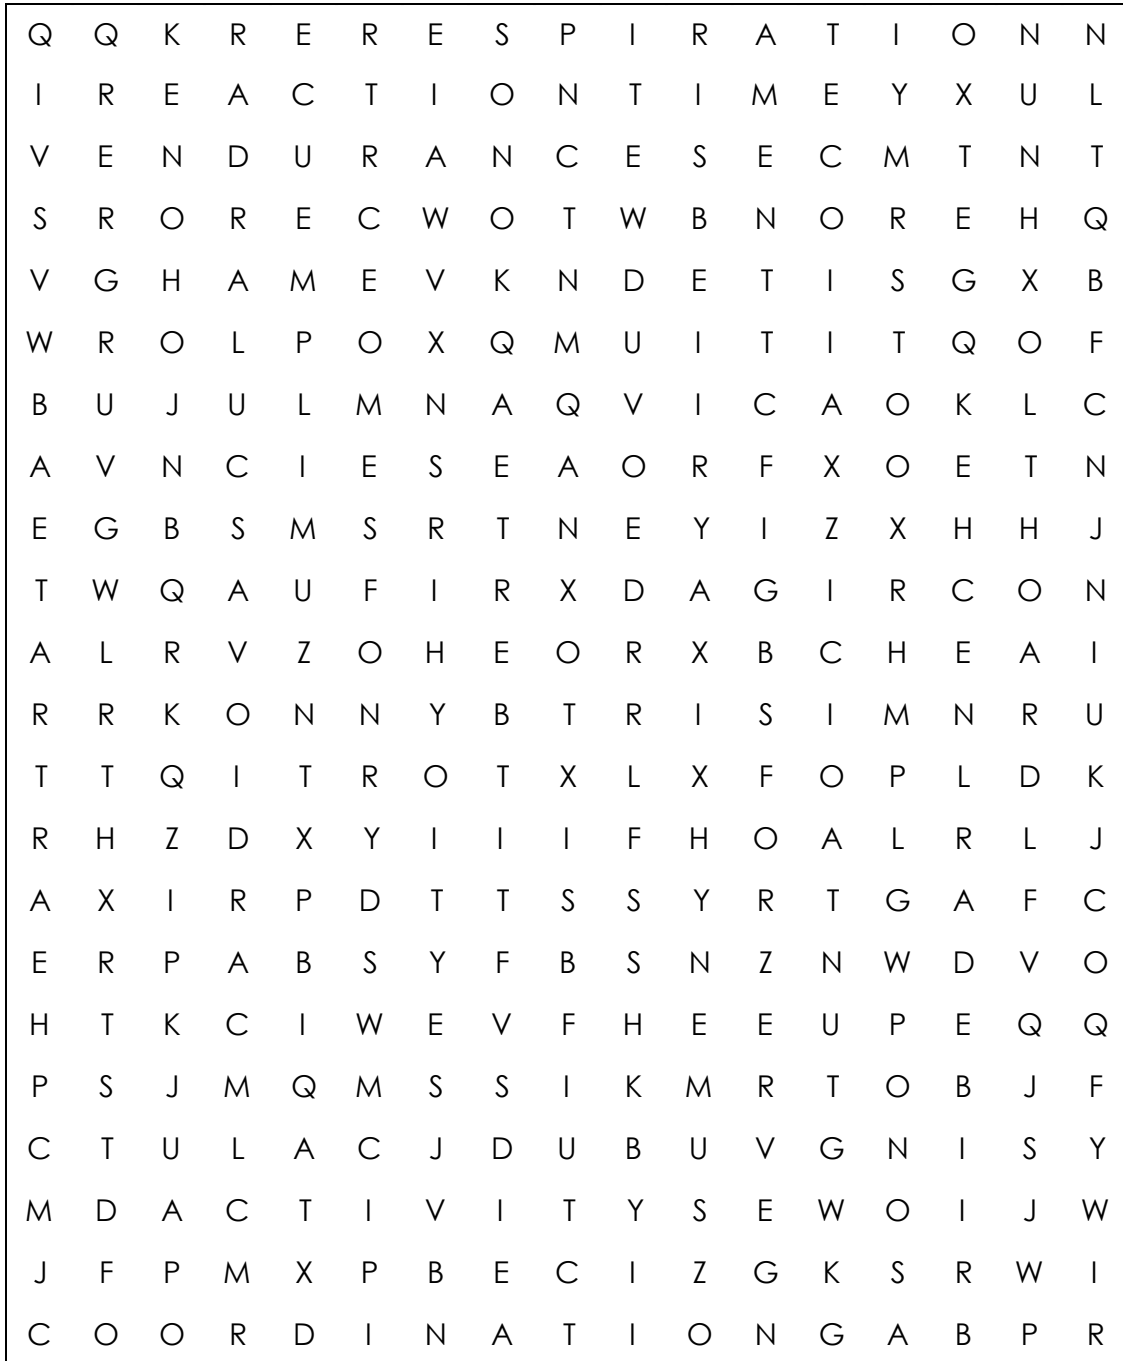 Q Q K R E R E S P I R A T I O N N
I R E A C T I O N T I M E Y X U L
V E N D U R A N C E S E C M T N T
S R O R E C W O T W B N O R E H Q
V G H A M E V K N D E T I S G X B
W R O L P O X Q M U I T I T Q O F
B U J U L M N A Q V I C A O K L C
A V N C I E S E A O R F X O E T N
E G B S M S R T N E Y I Z X H H J
T W Q A U F I R X D A G I R C O N
A L R V Z O H E O R X B C H E A I
R R K O N N Y B T R I S I M N R U
T T Q I T R O T X L X F O P L D K
R H Z D X Y I I I F H O A L R L J
A X I R P D T T S S Y R T G A F C
E R P A B S Y F B S N Z N W D V O
H T K C I W E V F H E E U P E Q Q
P S J M Q M S S I K M R T O B J F
C T U L A C J D U B U V G N I S Y
M D A C T I V I T Y S E W O I J W
J F P M X P B E C I Z G K S R W I
C O O R D I N A T I O N G A B P R